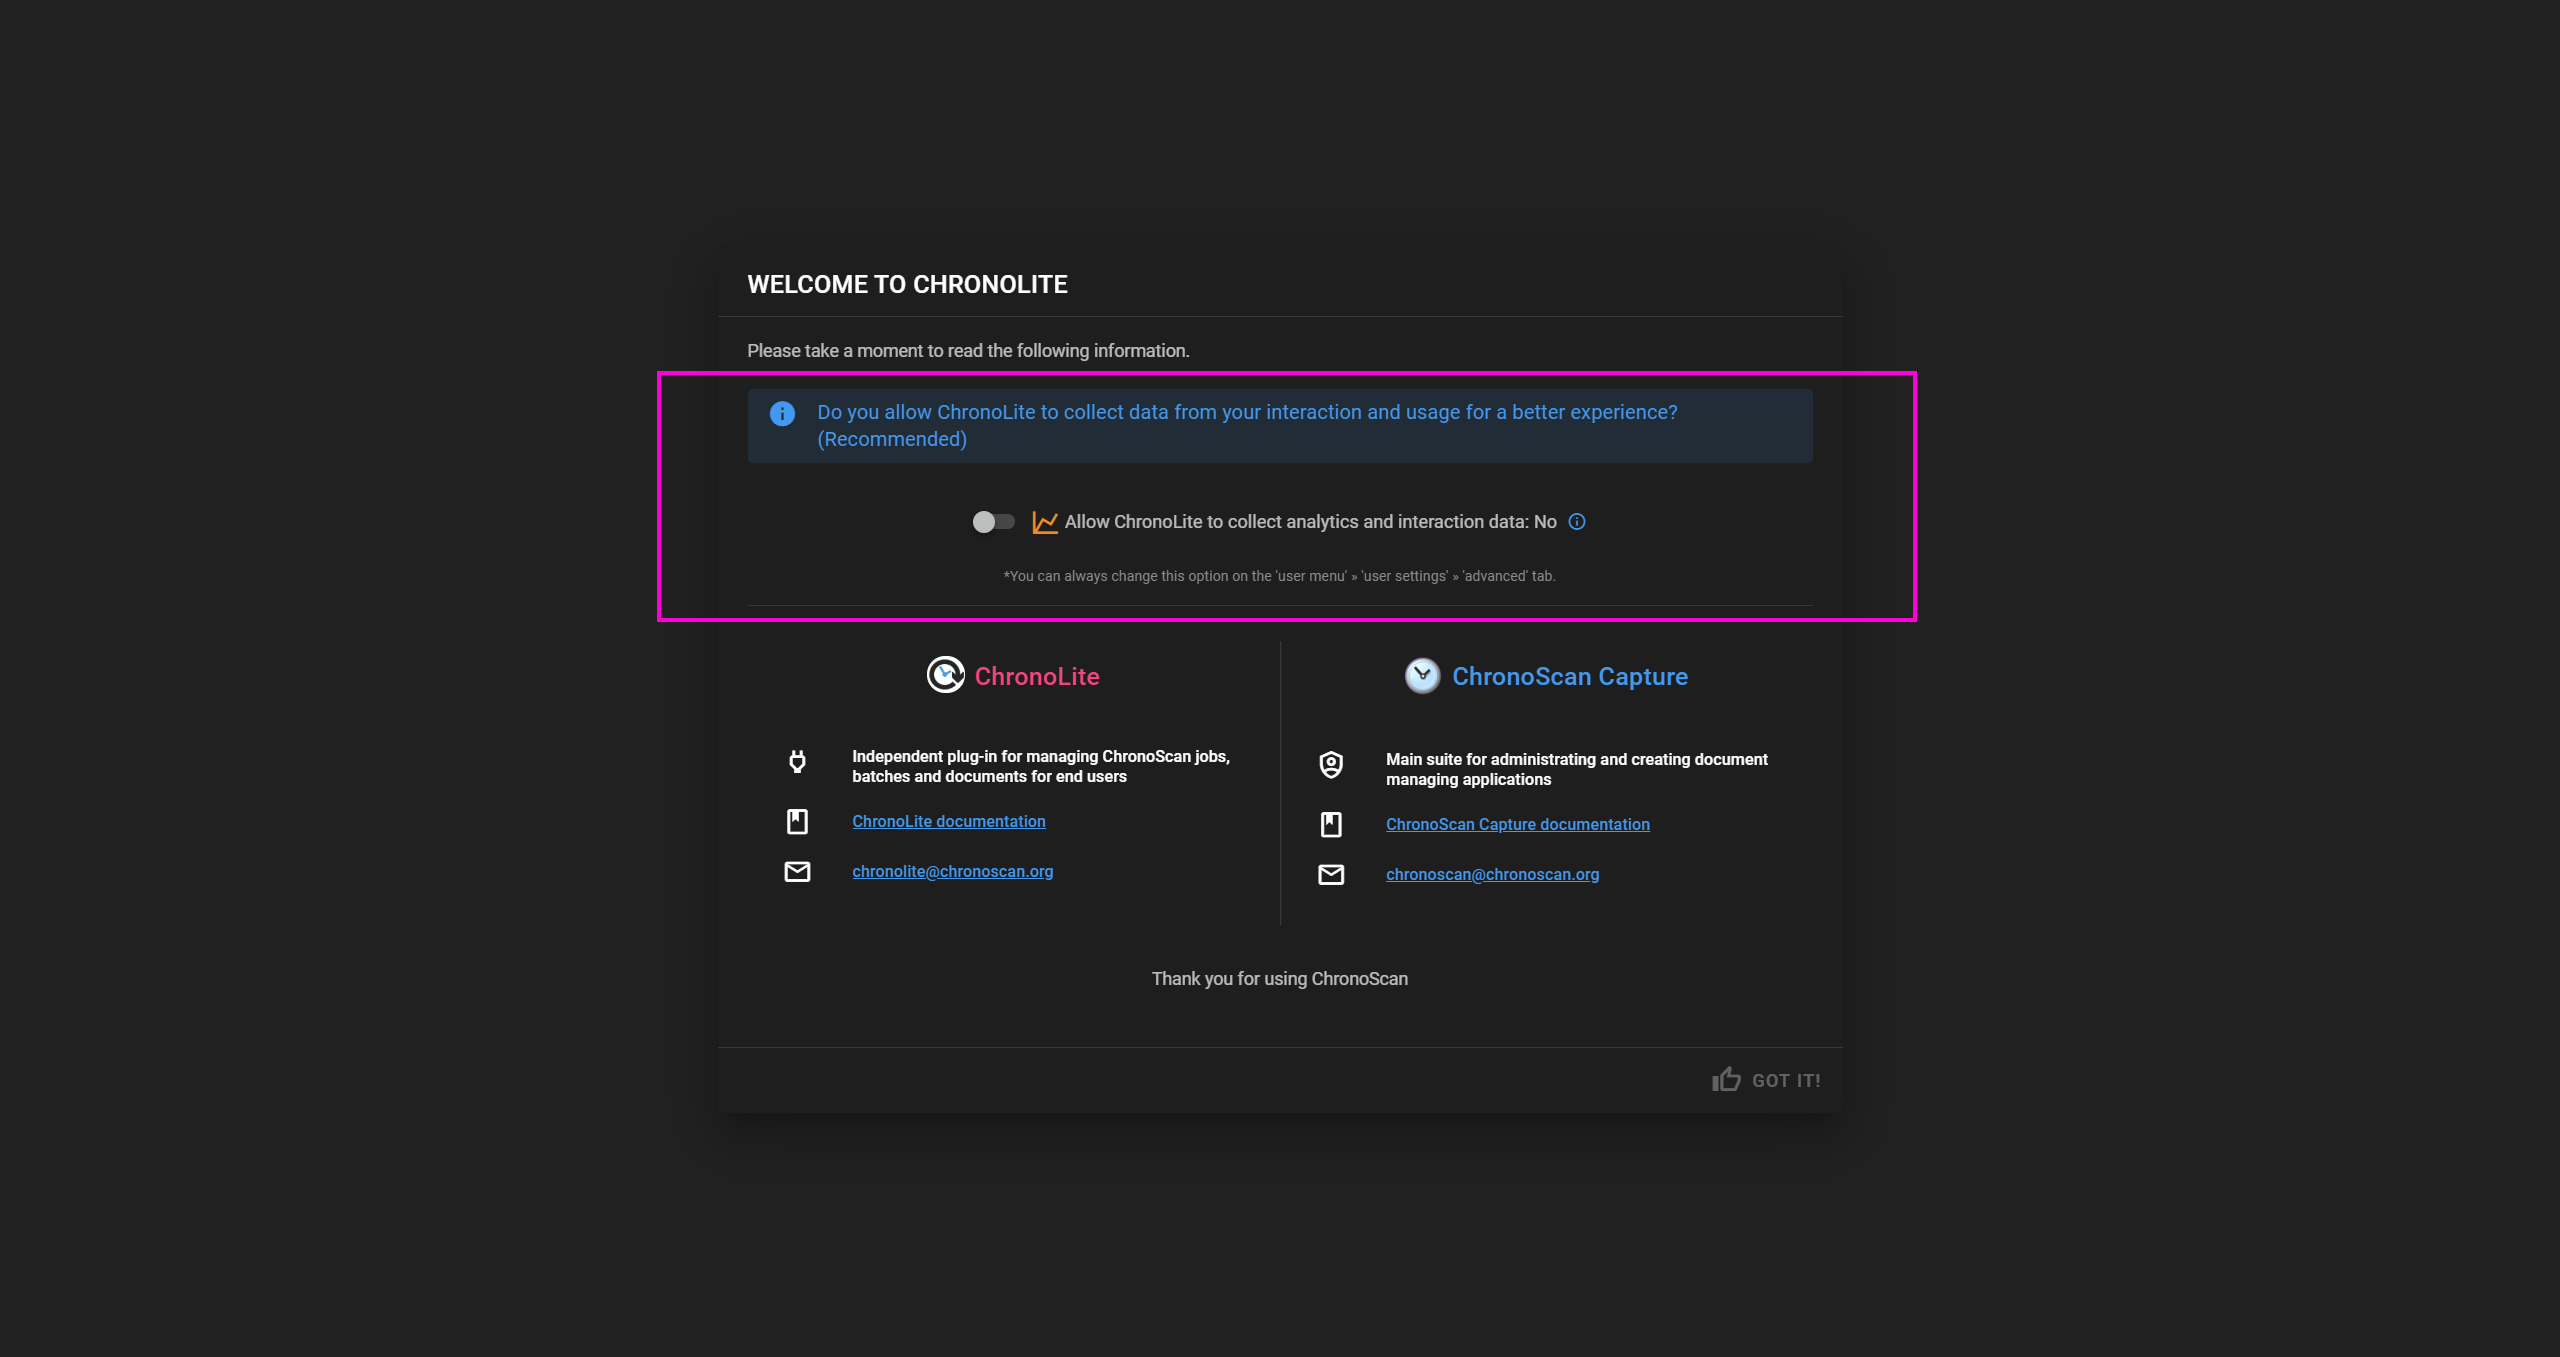 WELCOME TO CHRONOLITE
Please take a moment to read the following information.
Do you allow ChronoLite to collect data from your interaction and usage for a better experience?
(Recommended)
Allow ChronoLite to collect analytics and interaction data: No
*You can always change this option on the 'user menu' » 'user settings' » 'advanced' tab.
ChronoLite
Independent plug-in for managing ChronoScan jobs,
batches and documents for end users
ChronoLite documentation
chronolite@chronoscan.org
ChronoScan Capture
Main suite for administrating and creating document
managing applications
ChronoScan Capture documentation
chronoscan@chronoscan.org
Thank you for using ChronoScan
GOT IT!